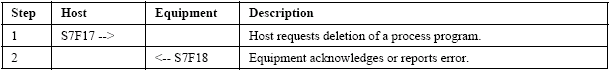 Step Host Equipment Description
1 S7F17 --> Host requests deletion of a process program.
2 <-- S7F18 Equipment acknowledges or reports error.